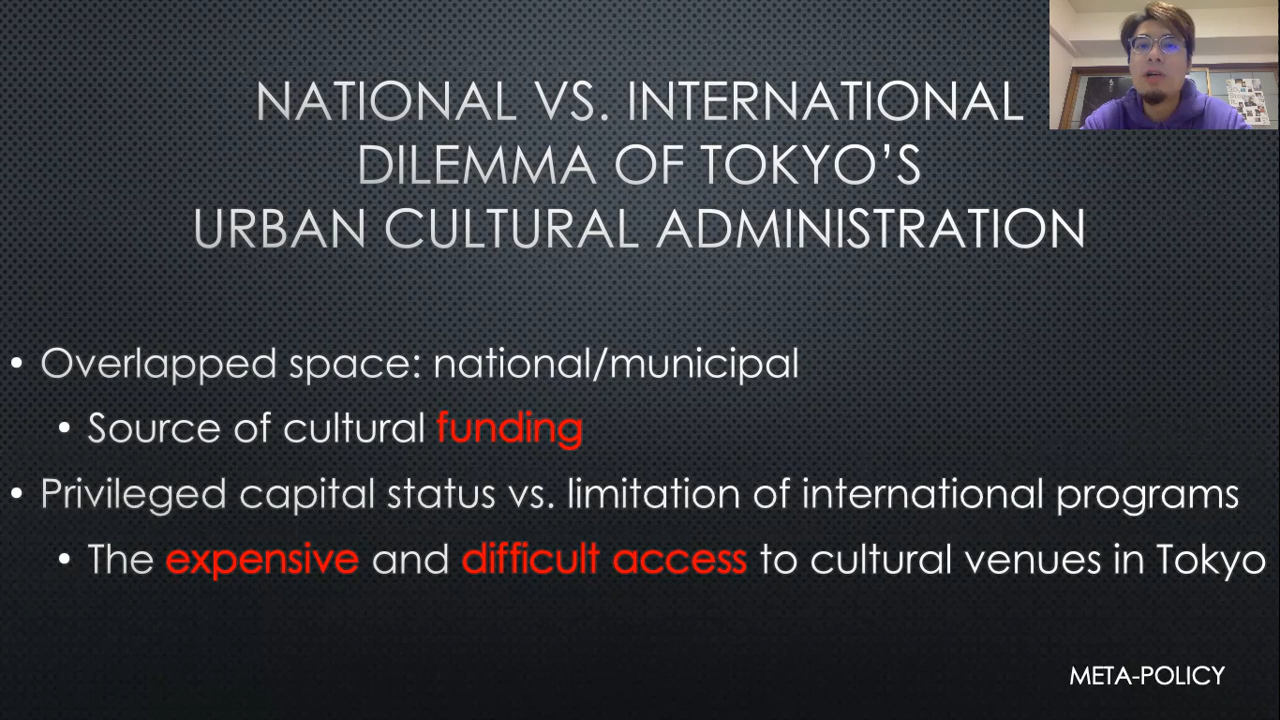 NATIONAL VS. INTERNATIONAL
DILEMMA OF TOKYO’S
URBAN CULTURAL ADMINISTRATION
• Overlapped space: national/municipal
• Source of cultural funding
• Privileged capital status vs. limitation of international programs
• The expensive and difficult access to cultural venues in Tokyo
META-POLICY